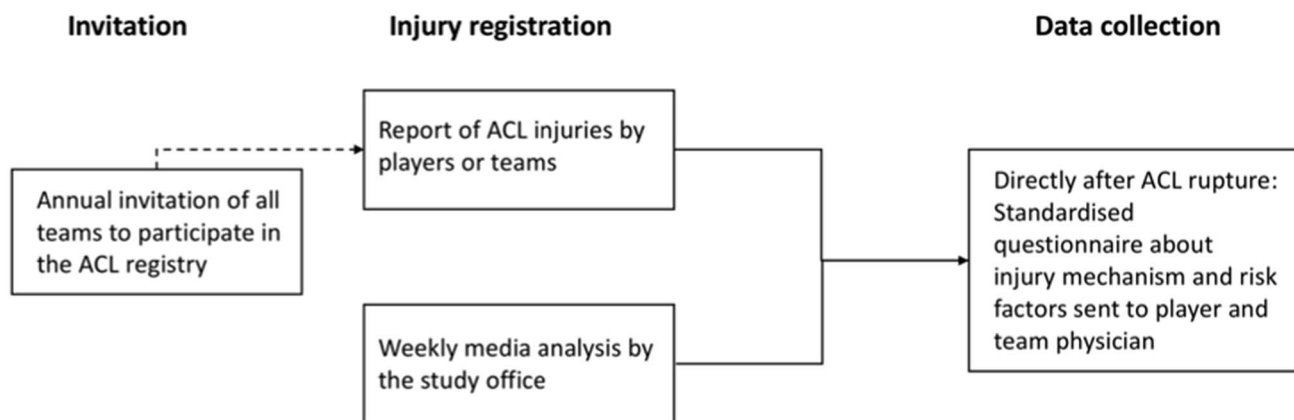 Invitation
Injury registration
Data collection
Annual invitation of all
teams to participate in
the ACL registry
Report of ACL injuries by
players or teams
Weekly media analysis by
the study office
Directly after ACL rupture:
Standardised
questionnaire about
injury mechanism and risk
factors sent to player and
team physician